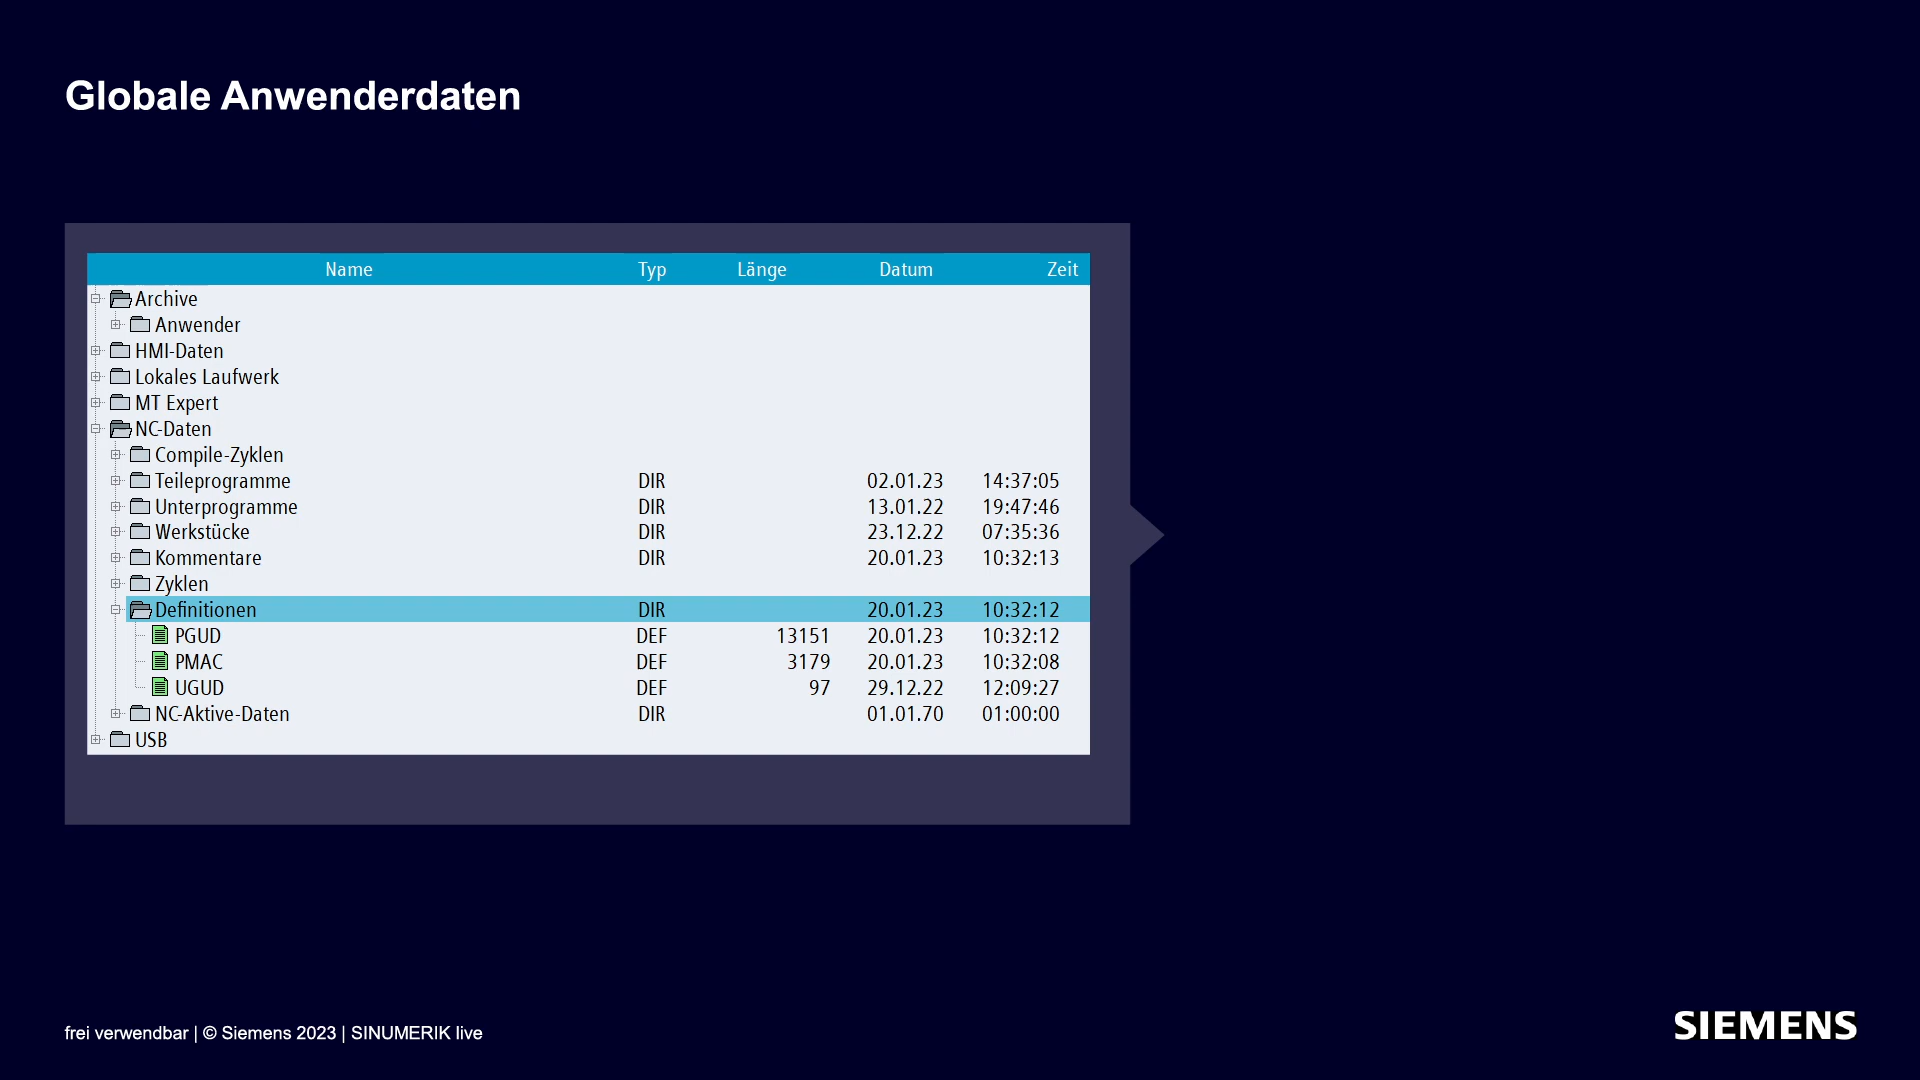 Globale Anwenderdaten
Name Typ Länge Datum Zeit
Archive
Anwender
HMI-Daten
Lokales Laufwerk
MT Expert
NC-Daten
Compile-Zyklen
Teileprogramme DIR 02.01.23 14:37:05
Unterprogramme DIR 13.01.22 19:47:46
Werkstücke DIR 23.12.22 07:35:36
Kommentare DIR 20.01.23 10:32:13
Zyklen
Definitionen DIR 20.01.23 10:32:12
PGUD DEF 13151 20.01.23 10:32:12
PMAC DEF 3179 20.01.23 10:32:08
UGUD DEF 97 29.12.22 12:09:27
NC-Aktive-Daten DIR 01.01.70 01:00:00
USB
frei verwendbar | © Siemens 2023 | SINUMERIK live
SIEMENS